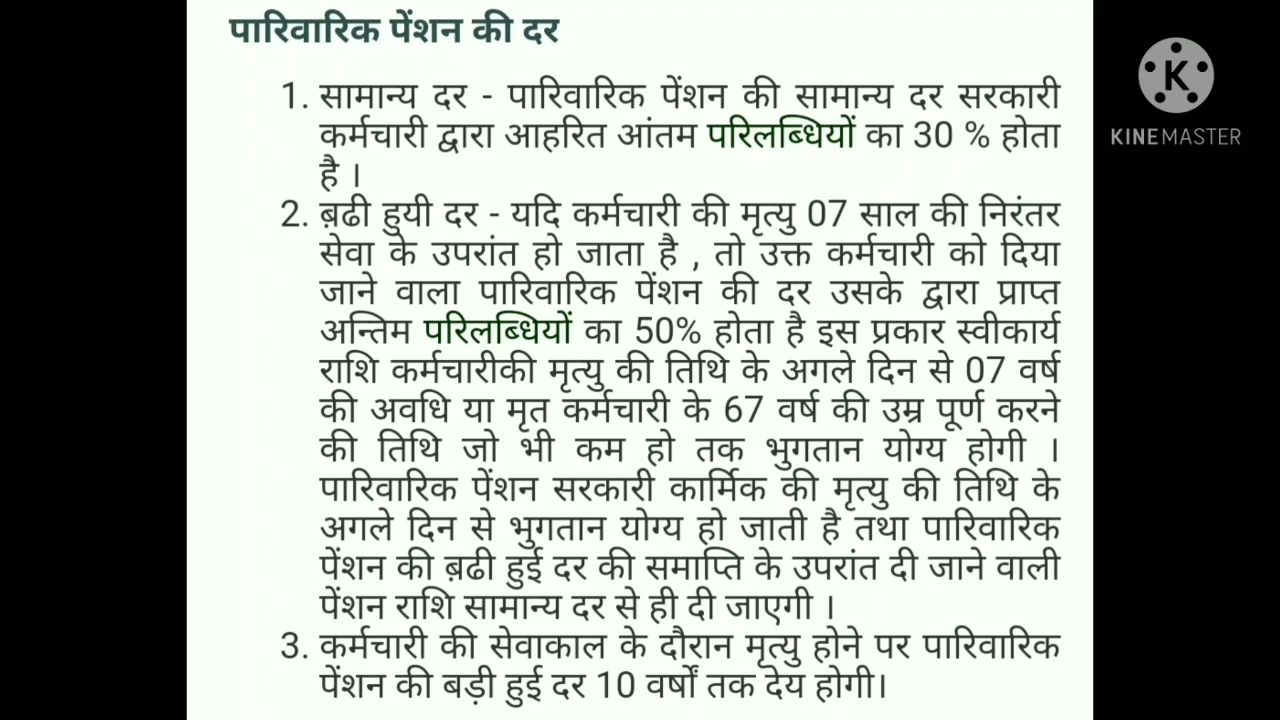 पारिवारिक पेंशन की दर
1. सामान्य दर - पारिवारिक पेंशन की सामान्य दर सरकारी
कर्मचारी द्वारा आहरित आंतम परिलब्धियों का 30 % होता
है ।
2. ब़ढी हुयी दर - यदि कर्मचारी की मृत्यु 07 साल की निरंतर
सेवा के उपरांत हो जाता है , तो उक्त कर्मचारी को दिया
जाने वाला पारिवारिक पेंशन की दर उसके द्वारा प्राप्त
अन्तिम परिलब्धियों का 50% होता है इस प्रकार स्वीकार्य
राशि कर्मचारीकी मृत्यु की तिथि के अगले दिन से 07 वर्ष
की अवधि या मृत कर्मचारी के 67 वर्ष की उम्र पूर्ण करने
की तिथि जो भी कम हो तक भुगतान योग्य होगी ।
पारिवारिक पेंशन सरकारी कार्मिक की मृत्यु की तिथि के
अगले दिन से भुगतान योग्य हो जाती है तथा पारिवारिक
पेंशन की ब़ढी हुई दर की समाप्ति के उपरांत दी जाने वाली
पेंशन राशि सामान्य दर से ही दी जाएगी ।
3. कर्मचारी की सेवाकाल के दौरान मृत्यु होने पर पारिवारिक
पेंशन की बड़ी हुई दर 10 वर्षों तक देय होगी।
K
KINEMASTER